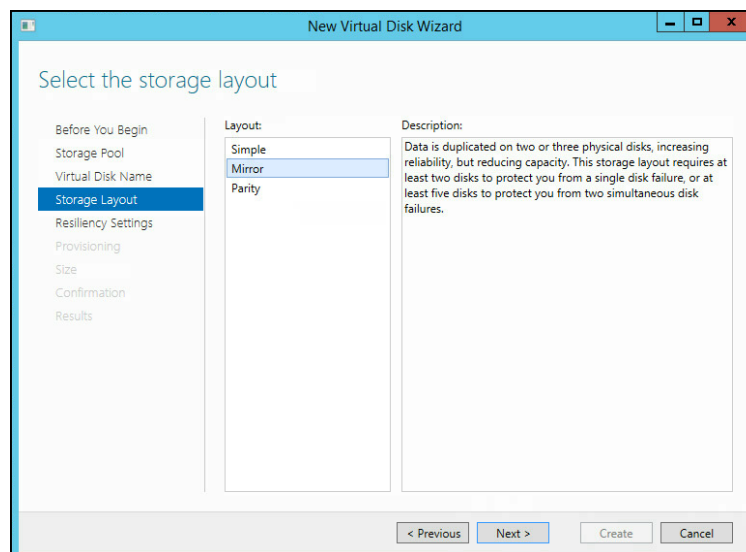 New Virtual Disk Wizard
Select the storage layout
Before You Begin
Storage Pool
Virtual Disk Name
Storage Layout
Resiliency Settings
Provisioning
Size
Confirmation
Results
Layout:
Simple
Mirror
Parity
Description:
Data is duplicated on two or three physical disks, increasing
reliability, but reducing capacity. This storage layout requires at
least two disks to protect you from a single disk failure, or at
least five disks to protect you from two simultaneous disk
failures.
< Previous
Next >
Create
Cancel